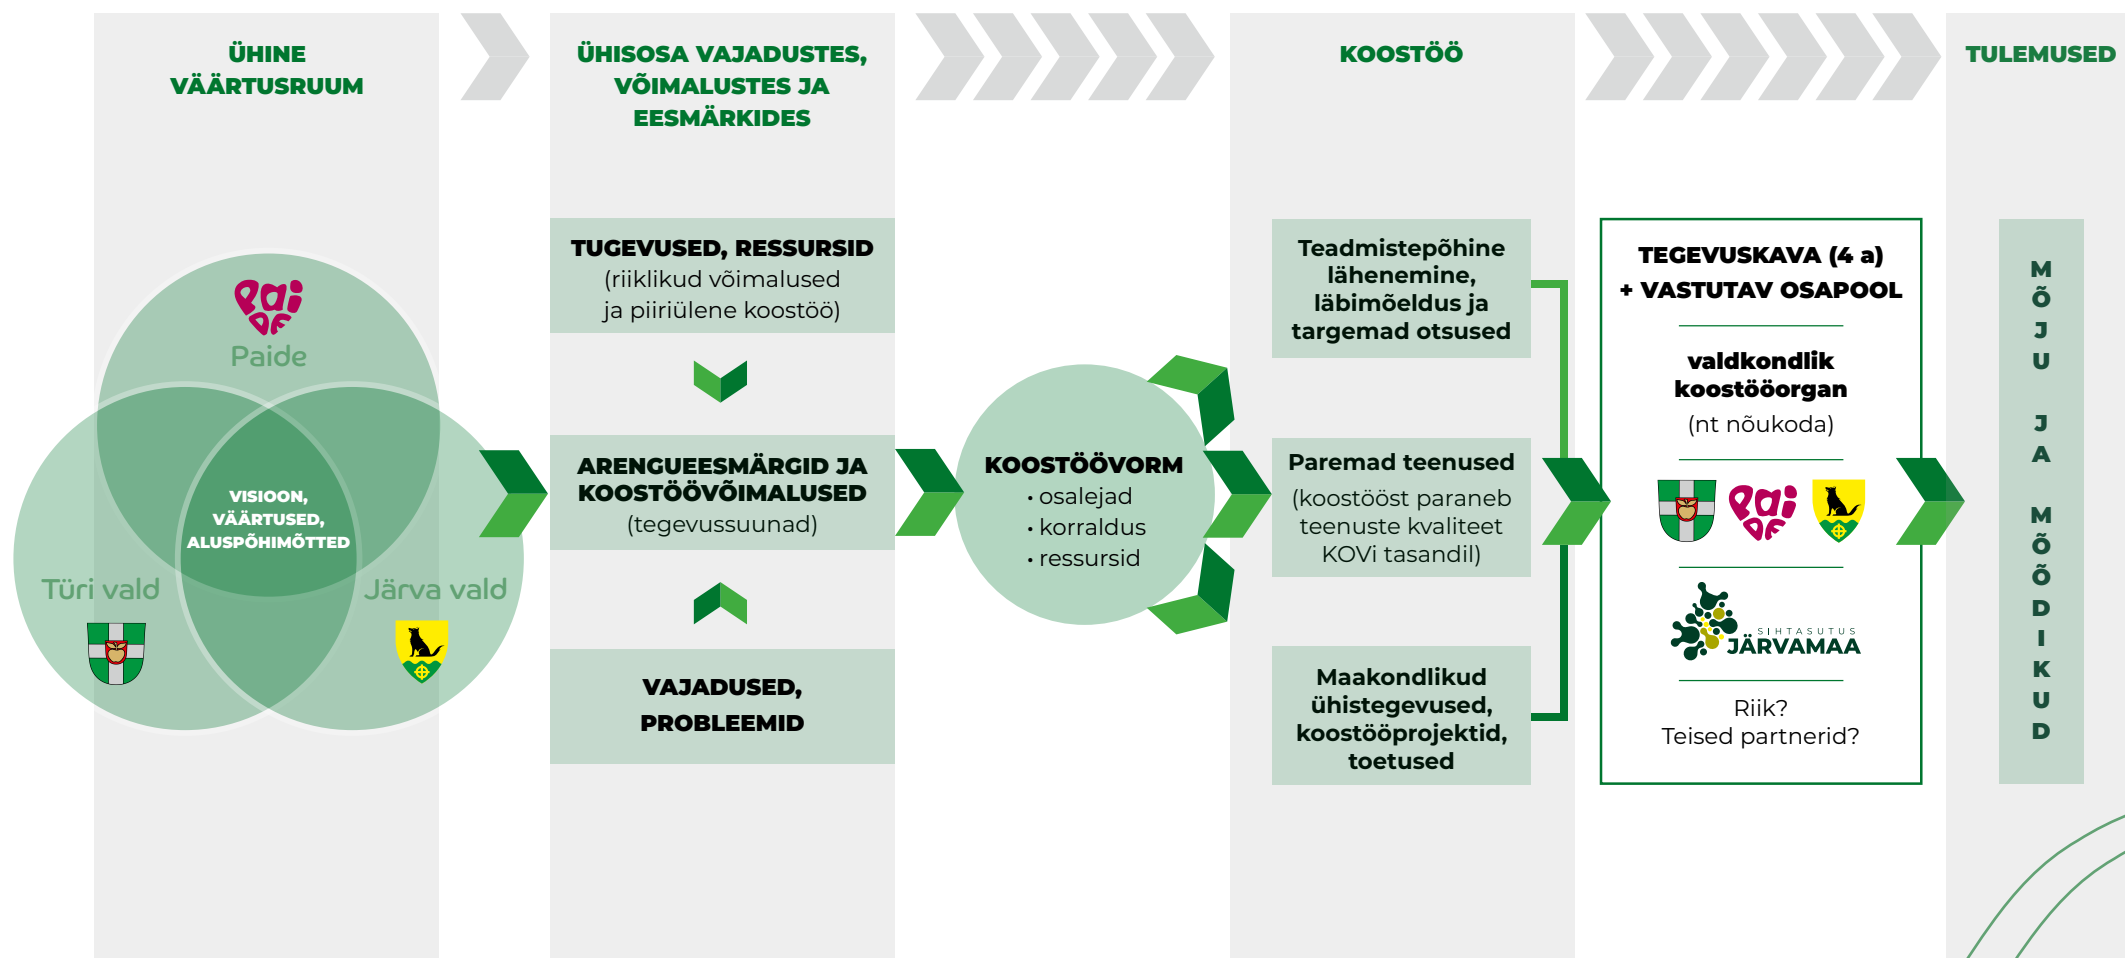 ÜHINE
VÄÄRTUSRUUM
ÜHISOSA VAJADUSTES,
VÕIMALUSTES JA
EESMÄRKIDES
KOOSTÖÖ
TULEMUSED
PaiDE
Paide
VISIOON,
VÄÄRTUSED,
ALUSPÕHIMÕTTED
Türi vald
Järva vald
TUGEVUSED, RESSURSID
(riiklikud võimalused
ja piiriülene koostöö)
ARENGUEESMÄRGID JA
KOOSTÖÖVÕIMALUSED
(tegevussuunad)
VAJADUSED,
PROBLEEMID
KOOSTÖÖVORM
• osalejad
• korraldus
• ressursid
Teadmistepõhine
lähenemine,
läbimõeldus ja
targemad otsused
Paremad teenused
(koostööst paraneb
teenuste kvaliteet
KOVi tasandil)
Maakondlikud
ühistegevused,
koostööprojektid,
toetused
TEGEVUSKAVA (4 a)
+ VASTUTAV OSAPOOL
valdkondlik
koostööorgan
(nt nõukoda)
PaiDE
SIHTASUTUS
JÄRVAMAA
Riik?
Teised partnerid?
MÕJU JA MÕÕDIKUD